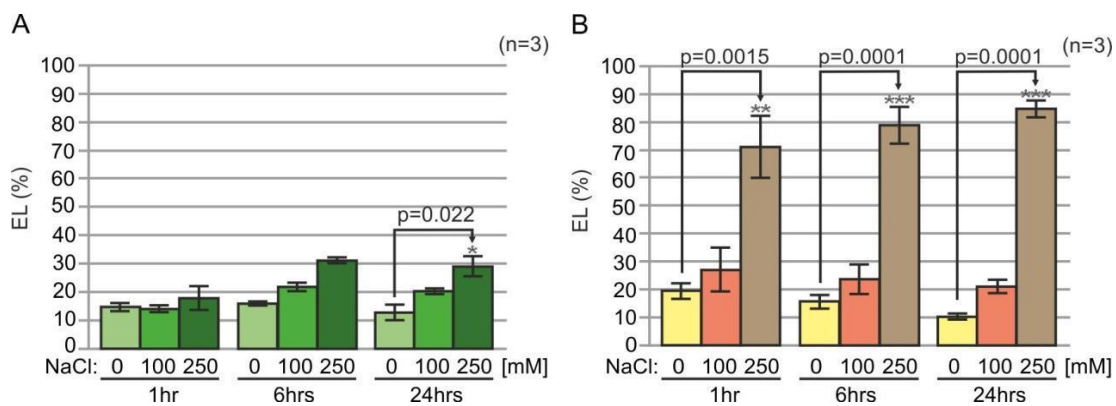 A
(n=3)
EL (%)
100
90
80
70
60
50
40
30
20
10
0
p=0.022
*
NaCl: 0 100 250 0 100 250 0 100 250 [mM]
1hr 6hrs 24hrs
B
(n=3)
EL (%)
100
90
80
70
60
50
40
30
20
10
0
p=0.0015 p=0.0001 p=0.0001
** *** ***
NaCl: 0 100 250 0 100 250 0 100 250 [mM]
1hr 6hrs 24hrs